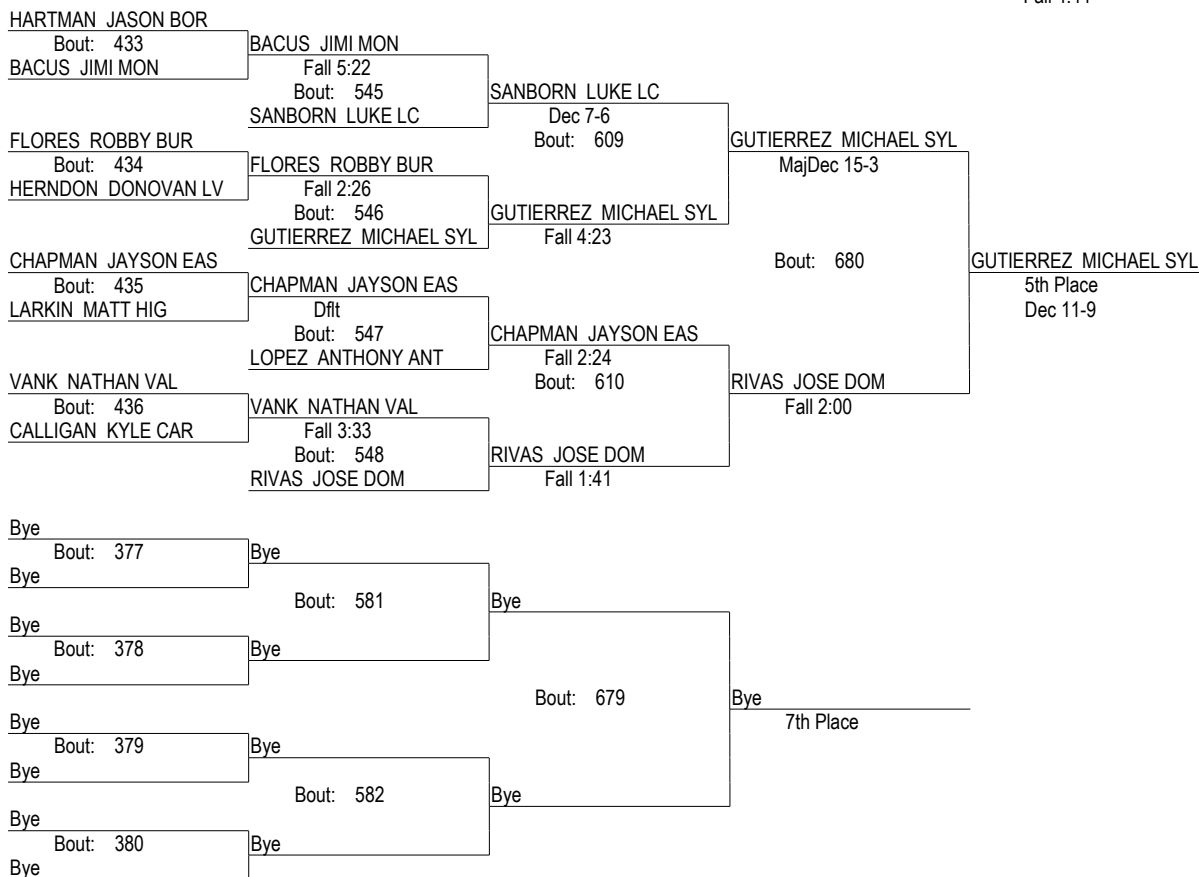 HARTMAN JASON BOR
Bout: 433
BACUS JIMI MON
FLORES ROBBY BUR
Bout: 434
HERNDON DONOVAN LV
CHAPMAN JAYSON EAS
Bout: 435
LARKIN MATT HIG
VANK NATHAN VAL
Bout: 436
CALLIGAN KYLE CAR
BACUS JIMI MON
Fall 5:22
Bout: 545
SANBORN LUKE LC
FLORES ROBBY BUR
Fall 2:26
Bout: 546
GUTIERREZ MICHAEL SYL
CHAPMAN JAYSON EAS
Dflt
Bout: 547
LOPEZ ANTHONY ANT
VANK NATHAN VAL
Fall 3:33
Bout: 548
RIVAS JOSE DOM
SANBORN LUKE LC
Dec 7-6
Bout: 609
GUTIERREZ MICHAEL SYL
Fall 4:23
CHAPMAN JAYSON EAS
Fall 2:24
Bout: 610
RIVAS JOSE DOM
Fall 1:41
GUTIERREZ MICHAEL SYL
MajDec 15-3
Bout: 680
RIVAS JOSE DOM
Fall 2:00
GUTIERREZ MICHAEL SYL
5th Place
Dec 11-9
Bye
Bout: 377
Bye
Bye
Bout: 378
Bye
Bye
Bout: 379
Bye
Bye
Bout: 380
Bye
Bye
Bout: 581
Bye
Bye
Bout: 582
Bye
Bye
Bout: 679
Bye
Bye
7th Place